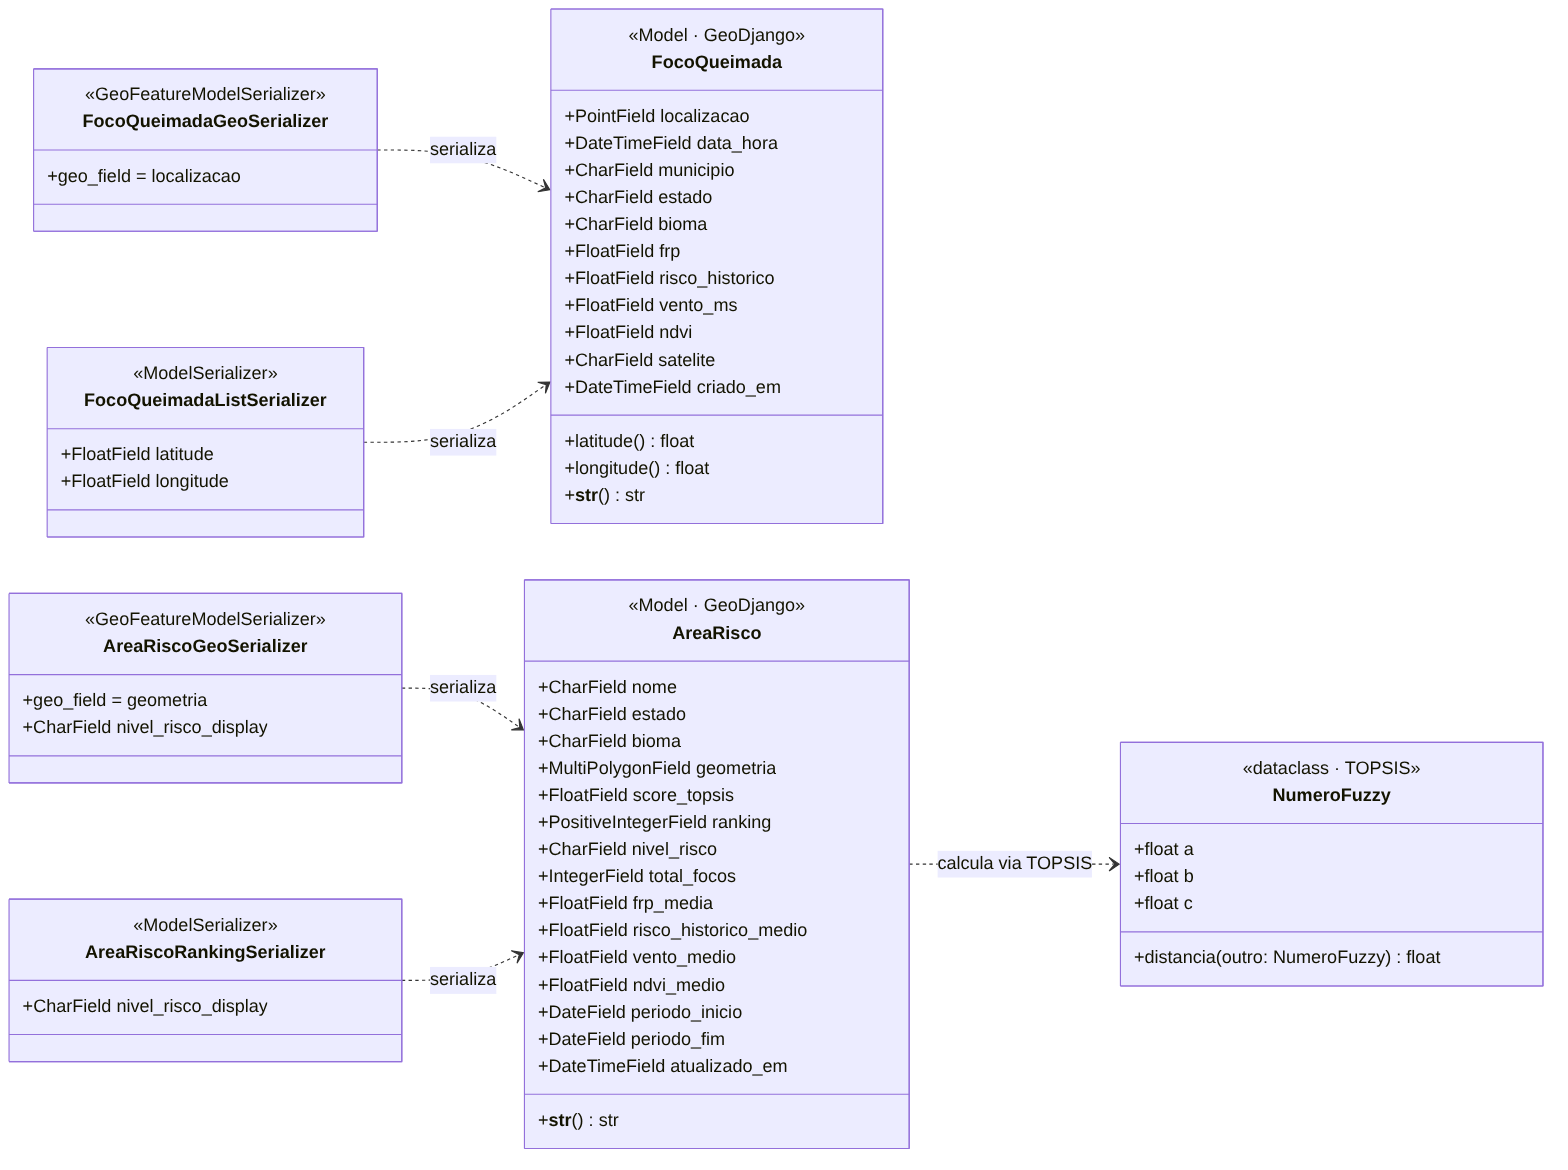 «GeoFeatureModelSerializer»
FocoQueimadaGeoSerializer
+geo_field = localizacao
serializa
«ModelSerializer»
FocoQueimadaListSerializer
+FloatField latitude
+FloatField longitude
serializa
«Model · GeoDjango»
FocoQueimada
+PointField localizacao
+DateTimeField data_hora
+CharField municipio
+CharField estado
+CharField bioma
+FloatField frp
+FloatField risco_historico
+FloatField vento_ms
+FloatField ndvi
+CharField satelite
+DateTimeField criado_em
+latitude() : float
+longitude() : float
+str() : str
«GeoFeatureModelSerializer»
AreaRiscoGeoSerializer
+geo_field = geometria
+CharField nivel_risco_display
serializa
«ModelSerializer»
AreaRiscoRankingSerializer
+CharField nivel_risco_display
serializa
«Model · GeoDjango»
AreaRisco
+CharField nome
+CharField estado
+CharField bioma
+MultiPolygonField geometria
+FloatField score_topsis
+PositiveIntegerField ranking
+CharField nivel_risco
+IntegerField total_focos
+FloatField frp_media
+FloatField risco_historico_medio
+FloatField vento_medio
+FloatField ndvi_medio
+DateField periodo_inicio
+DateField periodo_fim
+DateTimeField atualizado_em
+str() : str
calcula via TOPSIS
«dataclass · TOPSIS»
NumeroFuzzy
+float a
+float b
+float c
+distancia(outro: NumeroFuzzy) : float